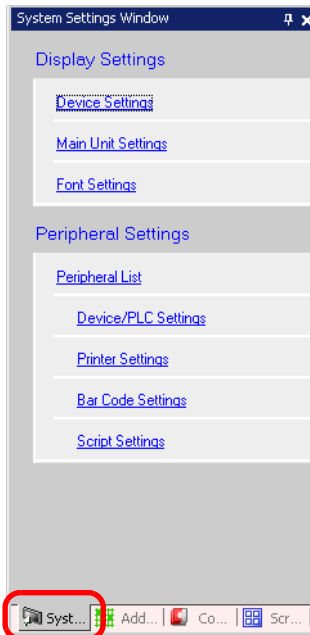 System Settings Window
Display Settings
Device Settings
Main Unit Settings
Font Settings
Peripheral Settings
Peripheral List
Device/PLC Settings
Printer Settings
Bar Code Settings
Script Settings
Syst... Add... Co... Scr...